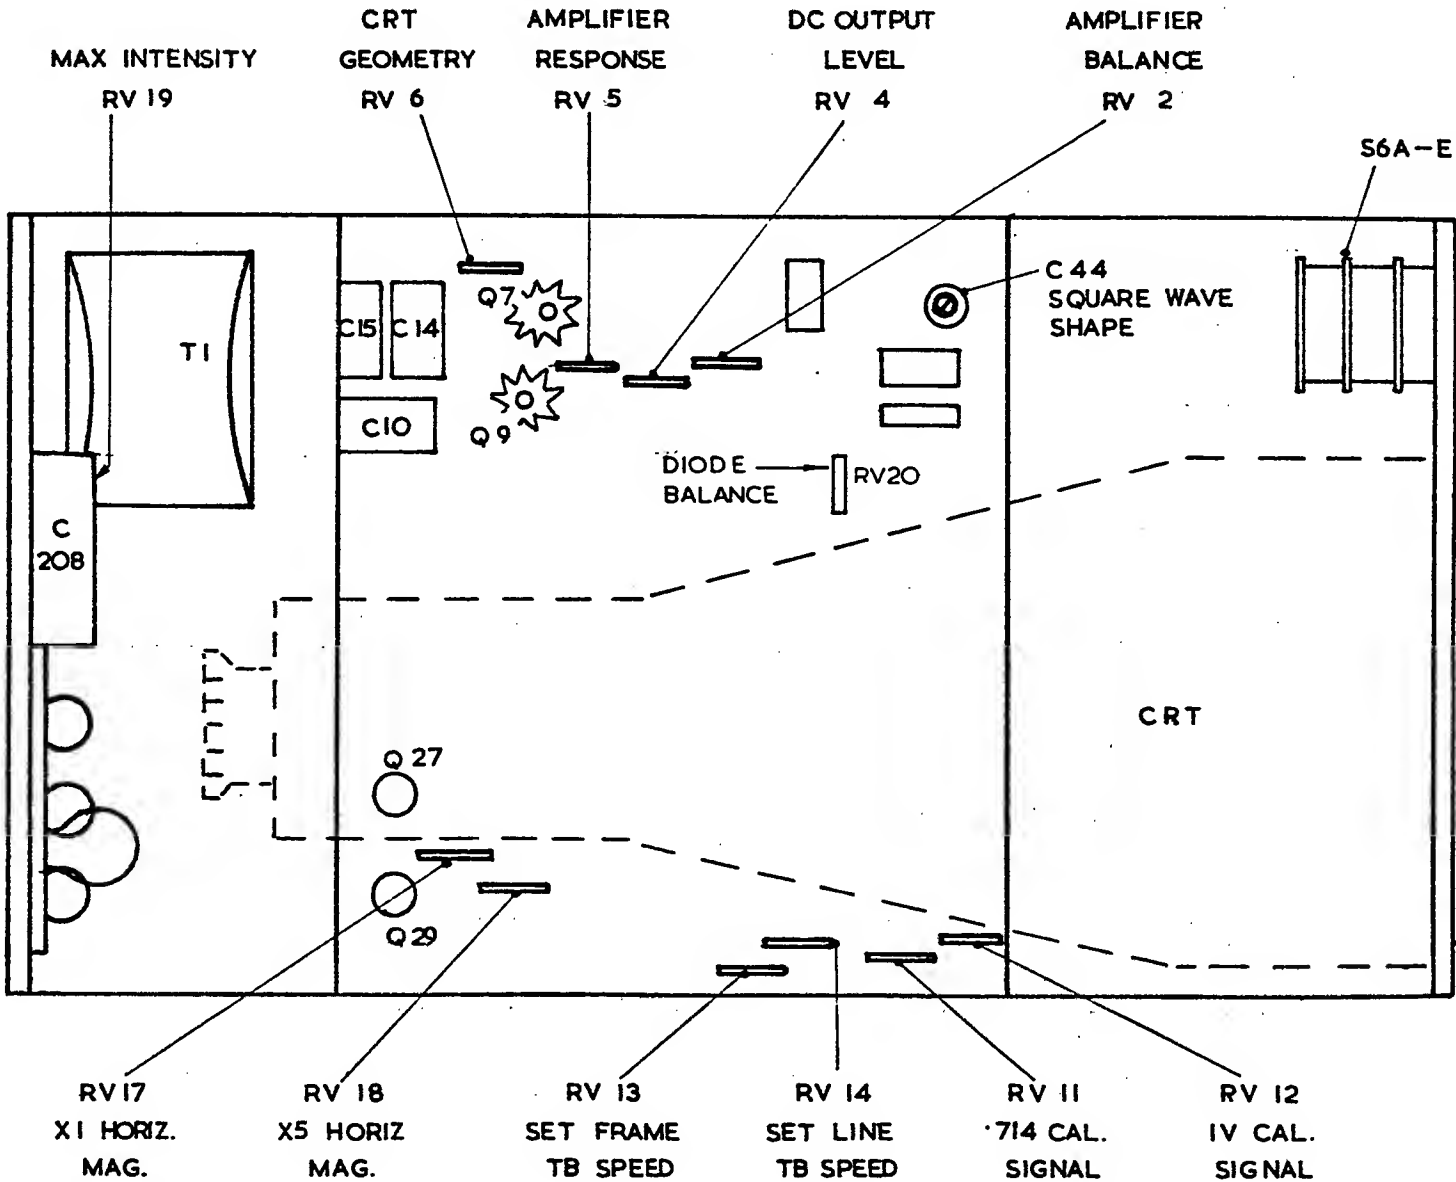 MAX INTENSITY
RV 19
CRT
GEOMETRY
RV 6
AMPLIFIER
RESPONSE
RV 5
DC OUTPUT
LEVEL
RV 4
AMPLIFIER
BALANCE
RV 2
S6A-E
T1
C15
C14
Q7
C10
Q9
C44
SQUARE WAVE
SHAPE
DIODE
BALANCE
RV20
C
208
CRT
Q 27
Q29
RV 17
X1 HORIZ.
MAG.
RV 18
X5 HORIZ
MAG.
RV 13
SET FRAME
TB SPEED
RV 14
SET LINE
TB SPEED
RV 11
·714 CAL.
SIGNAL
RV 12
1V CAL.
SIGNAL